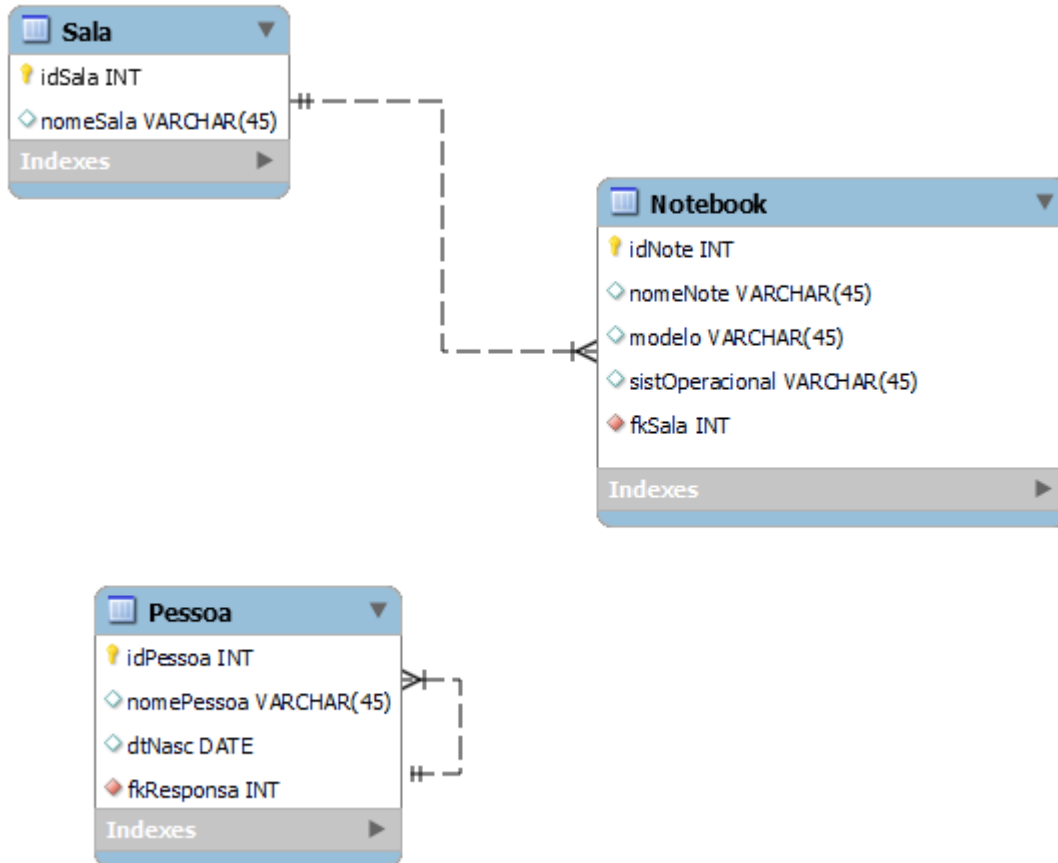 Sala
idSala INT
nomeSala VARCHAR(45)
Indexes
Notebook
idNote INT
nomeNote VARCHAR(45)
modelo VARCHAR(45)
sistOperacional VARCHAR(45)
fkSala INT
Indexes
Pessoa
idPessoa INT
nomePessoa VARCHAR(45)
dtNasc DATE
fkResponsa INT
Indexes